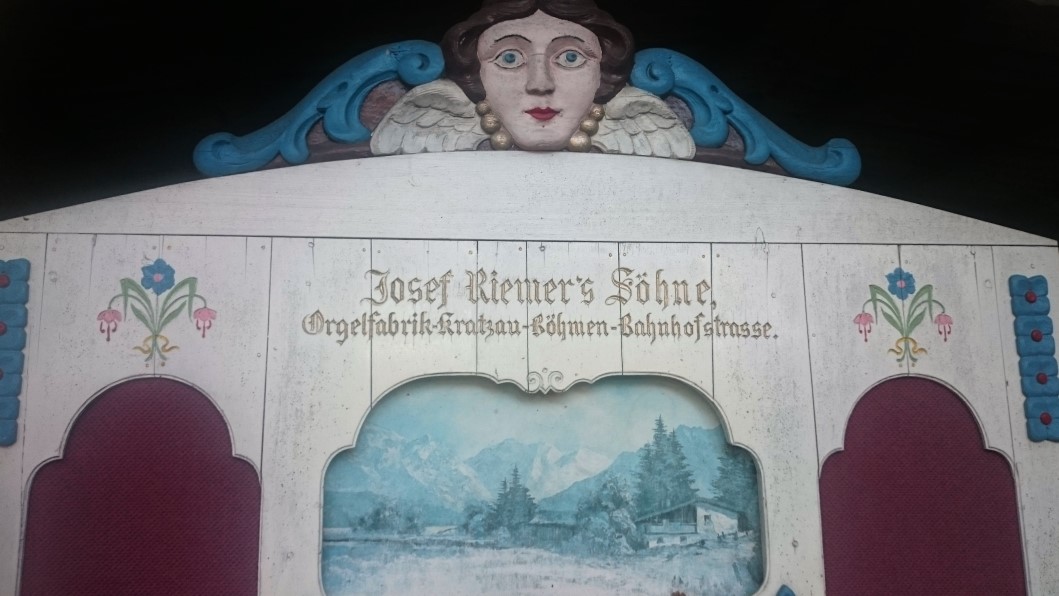 Josef Riemer's Söhne,
Orgelfabrik-Kratzau-Böhmen-Bahnhofstrasse.